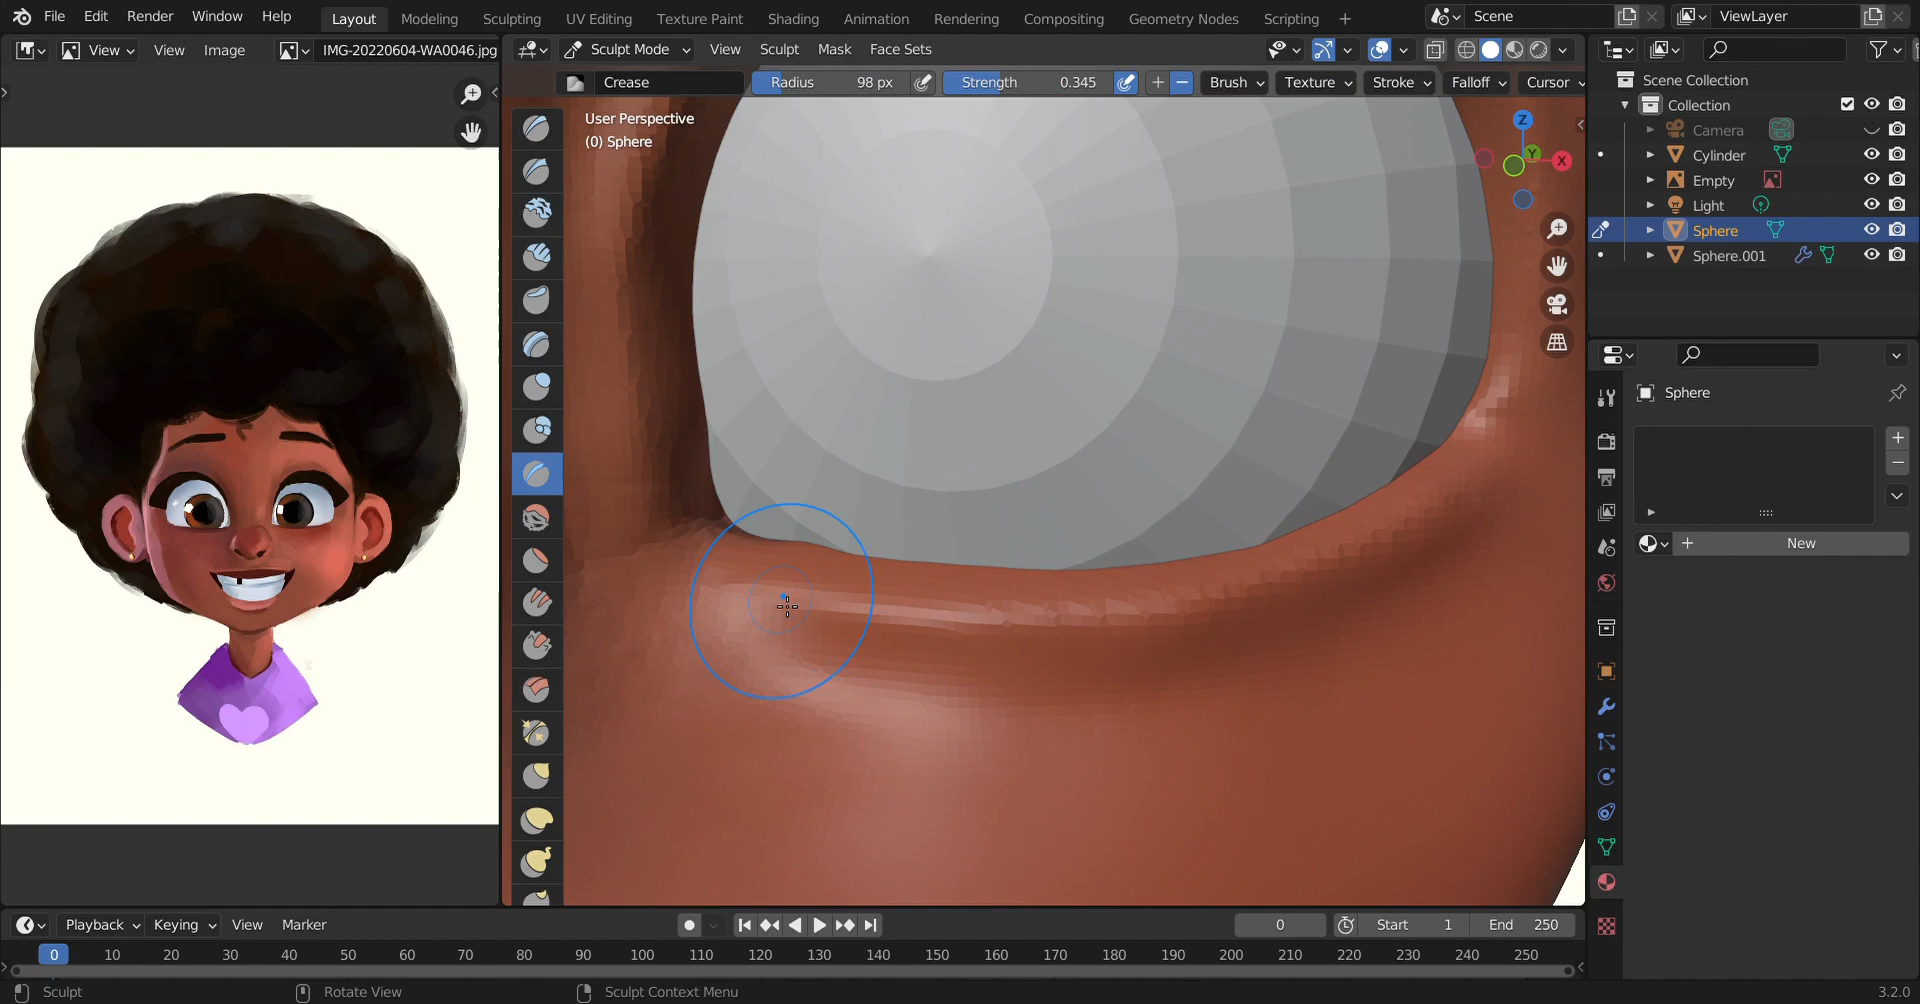 File Edit Render Window Help Layout Modeling Sculpting UV Editing Texture Paint Shading Animation Rendering Compositing Geometry Nodes Scripting + Scene ViewLayer
View View Image IMG-20220604-WA0046.jpg Sculpt Mode View Sculpt Mask Face Sets
Crease Radius 98 px Strength 0.345 Brush Texture Stroke Falloff Cursor
User Perspective
(0) Sphere
Z
Y
X
Scene Collection
Collection
Camera
Cylinder
Empty
Light
Sphere
Sphere.001
Sphere
New
Playback Keying View Marker 0 Start 1 End 250
0 10 20 30 40 50 60 70 80 90 100 110 120 130 140 150 160 170 180 190 200 210 220 230 240 250
Sculpt Rotate View Sculpt Context Menu 3.2.0